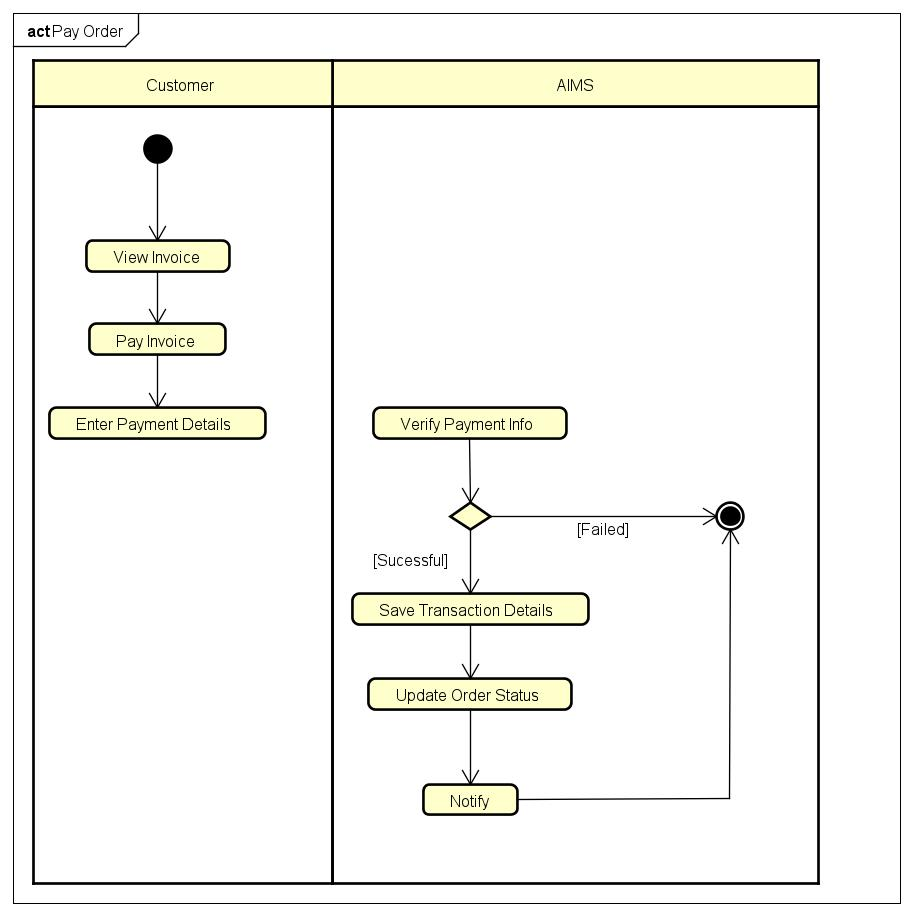 act Pay Order
Customer
AIMS
View Invoice
Pay Invoice
Enter Payment Details
Verify Payment Info
[Failed]
[Sucessful]
Save Transaction Details
Update Order Status
Notify